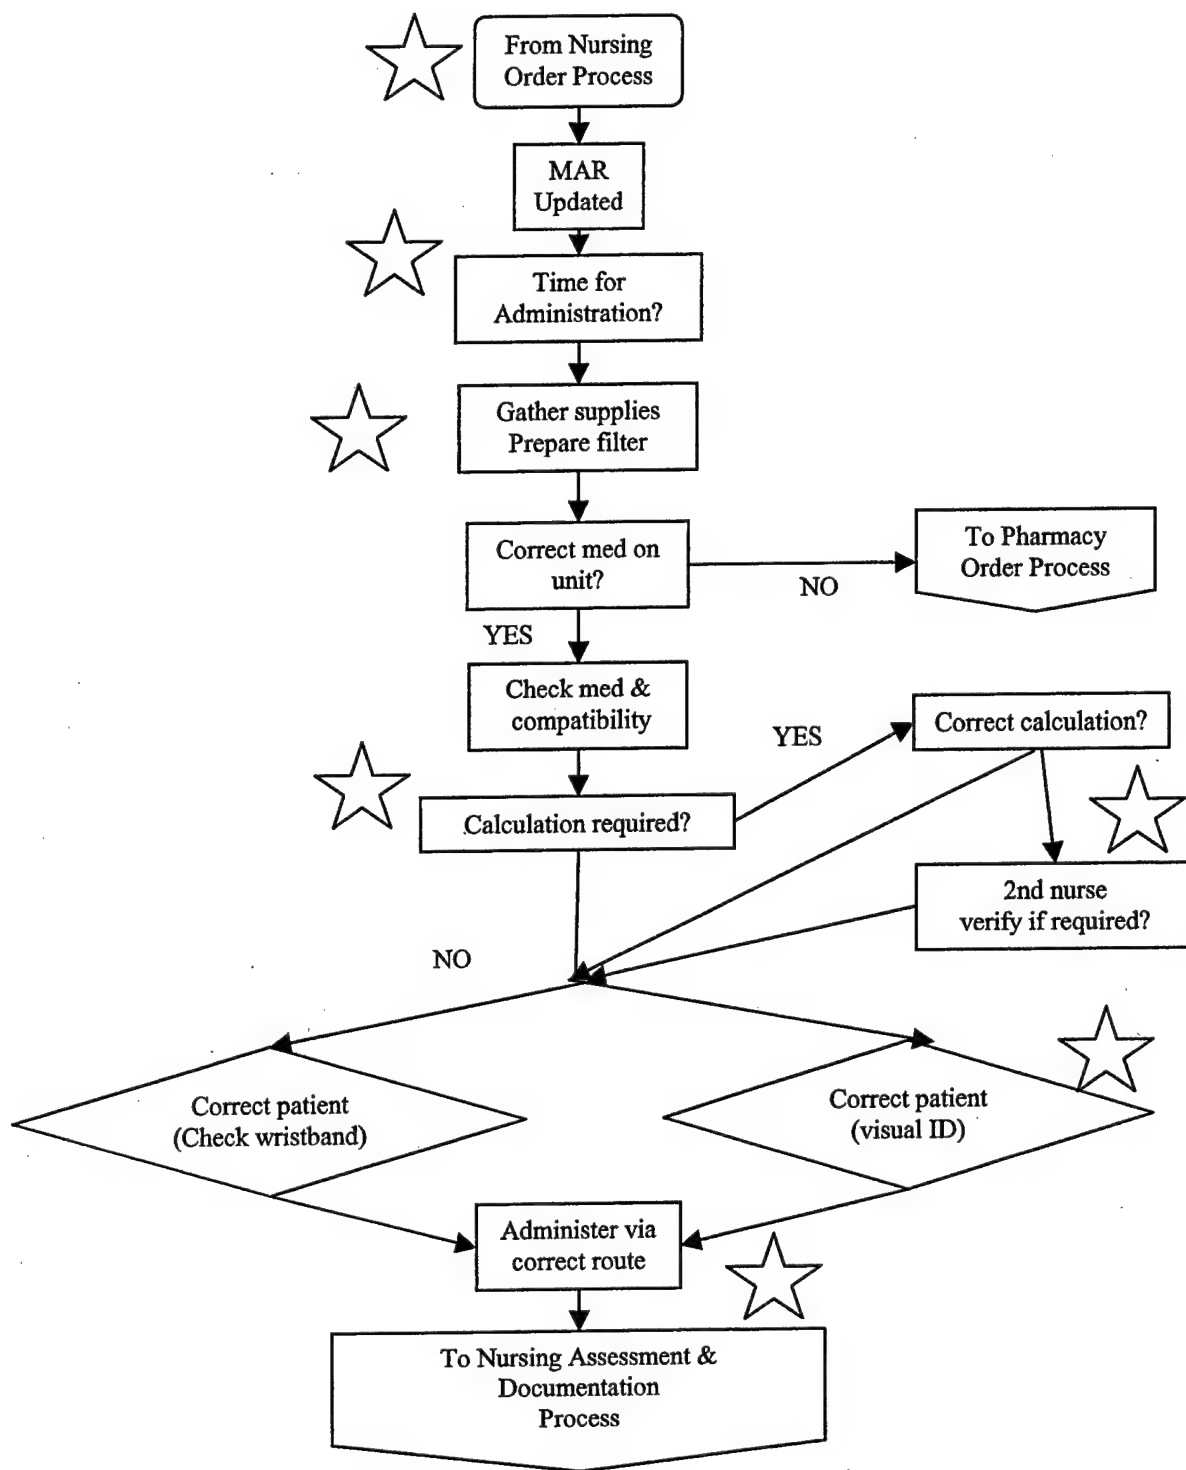 From Nursing
Order Process
MAR
Updated
Time for
Administration?
Gather supplies
Prepare filter
Correct med on
unit?
NO
To Pharmacy
Order Process
YES
Check med &
compatibility
YES
Correct calculation?
Calculation required?
2nd nurse
verify if required?
NO
Correct patient
(Check wristband)
Correct patient
(visual ID)
Administer via
correct route
To Nursing Assessment &
Documentation
Process